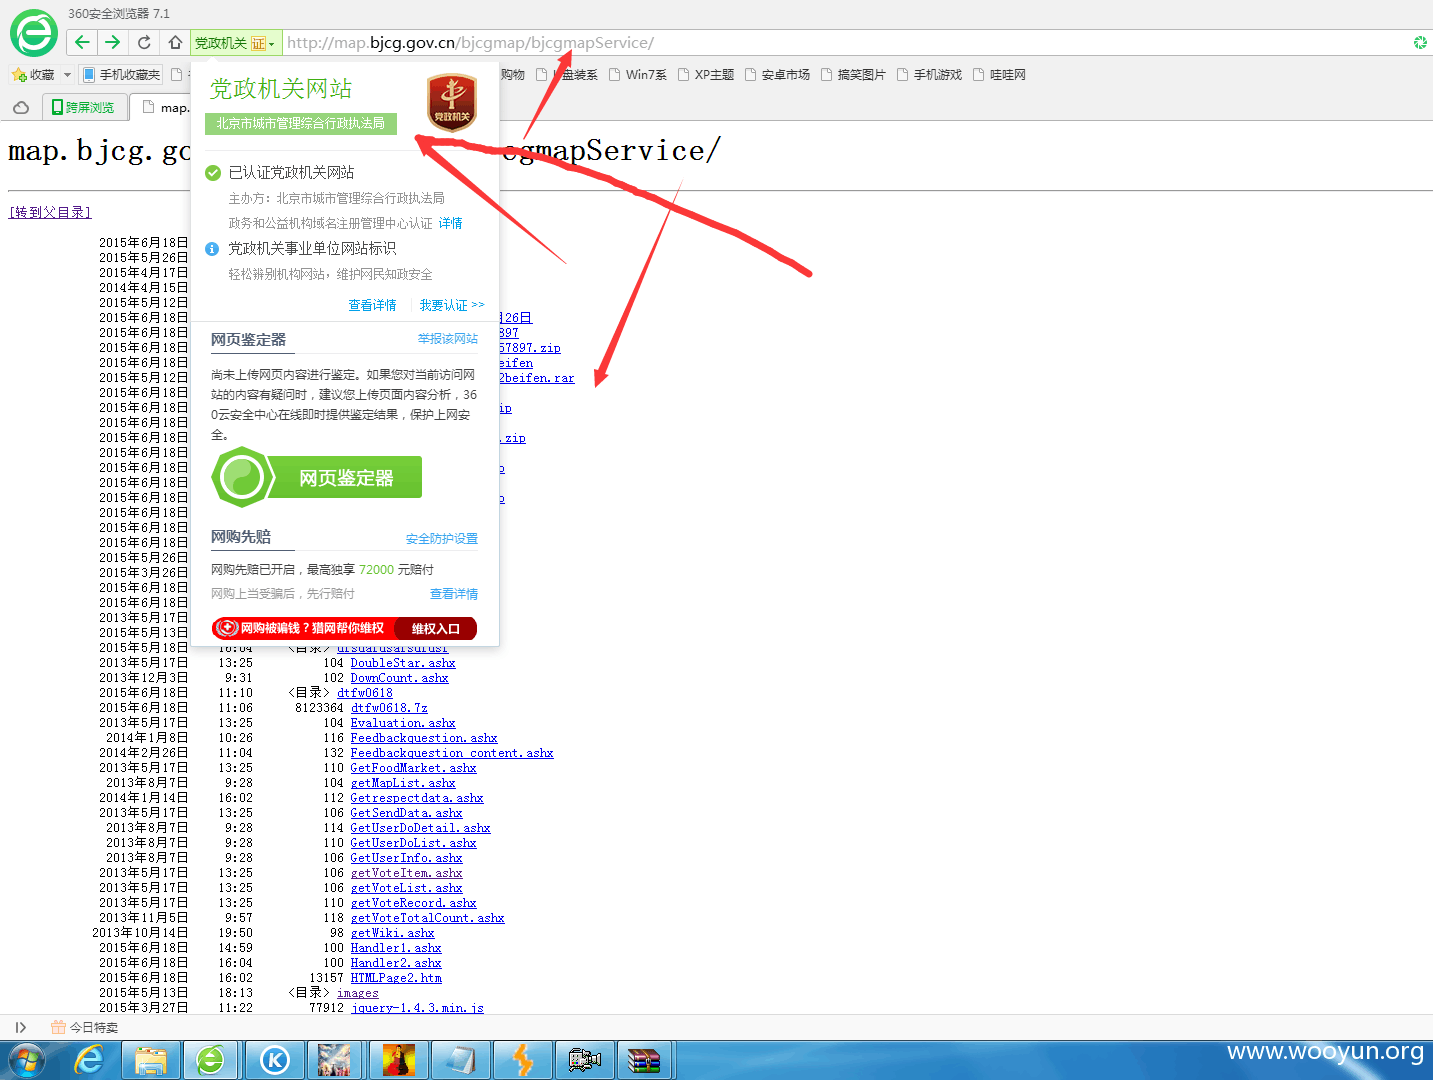 360安全浏览器 7.1
党政机关 证 http://map.bjcg.gov.cn/bjcgmap/bjcgmapService/
收藏 手机收藏夹 购物 U盘装系 Win7系 XP主题 安卓市场 搞笑图片 手机游戏 哇哇网
跨屏浏览 map.
map.bjcg.go cgmapService/
[转到父目录]
党政机关网站
党政机关
北京市城市管理综合行政执法局
已认证党政机关网站
主办方：北京市城市管理综合行政执法局
政务和公益机构域名注册管理中心认证 详情
党政机关事业单位网站标识
轻松辨别机构网站，维护网民知政安全
查看详情 我要认证 >>
网页鉴定器 举报该网站
尚未上传网页内容进行鉴定。如果您对当前访问网
站的内容有疑问时，建议您上传页面内容分析，36
0云安全中心在线即时提供鉴定结果，保护上网安
全。
网页鉴定器
网购先赔 安全防护设置
网购先赔已开启，最高独享 72000 元赔付
网购上当受骗后，先行赔付 查看详情
网购被骗钱？猎网帮你维权 维权入口
2015年6月18日
2015年5月26日
2015年4月17日
2014年4月15日
2015年5月12日
2015年6月18日 月26日
2015年6月18日 897
2015年6月18日 57897.zip
2015年6月18日 eifen
2015年5月12日 2beifen.rar
2015年6月18日
2015年6月18日 ip
2015年6月18日
2015年6月18日 .zip
2015年6月18日
2015年6月18日
2015年6月18日
2015年6月18日
2015年6月18日
2015年6月18日
2015年6月18日
2015年5月26日
2015年3月26日
2015年6月18日
2015年6月18日
2013年5月17日
2015年5月13日
2015年5月18日 16:04 <目录>
2013年5月17日 13:25 104 DoubleStar.ashx
2013年12月3日 9:31 102 DownCount.ashx
2015年6月18日 11:10 <目录> dtfw0618
2015年6月18日 11:06 8123364 dtfw0618.7z
2013年5月17日 13:25 104 Evaluation.ashx
2014年1月8日 10:26 116 Feedbackquestion.ashx
2014年2月26日 11:04 132 Feedbackquestion_content.ashx
2013年5月17日 13:25 110 GetFoodMarket.ashx
2013年8月7日 9:28 104 getMapList.ashx
2014年1月14日 16:02 112 Getrespectdata.ashx
2013年5月17日 13:25 106 GetSendData.ashx
2013年8月7日 9:28 114 GetUserDoDetail.ashx
2013年8月7日 9:28 110 GetUserDoList.ashx
2013年8月7日 9:28 106 GetUserInfo.ashx
2013年5月17日 13:25 106 getVoteItem.ashx
2013年5月17日 13:25 106 getVoteList.ashx
2013年5月17日 13:25 110 getVoteRecord.ashx
2013年11月5日 9:57 118 getVoteTotalCount.ashx
2013年10月14日 19:50 98 getWiki.ashx
2015年6月18日 14:59 100 Handler1.ashx
2015年6月18日 16:04 100 Handler2.ashx
2015年6月18日 16:02 13157 HTMLPage2.htm
2015年5月13日 18:13 <目录> images
2015年3月27日 11:22 77912 jquery-1.4.3.min.js
今日特卖
www.wooyun.org